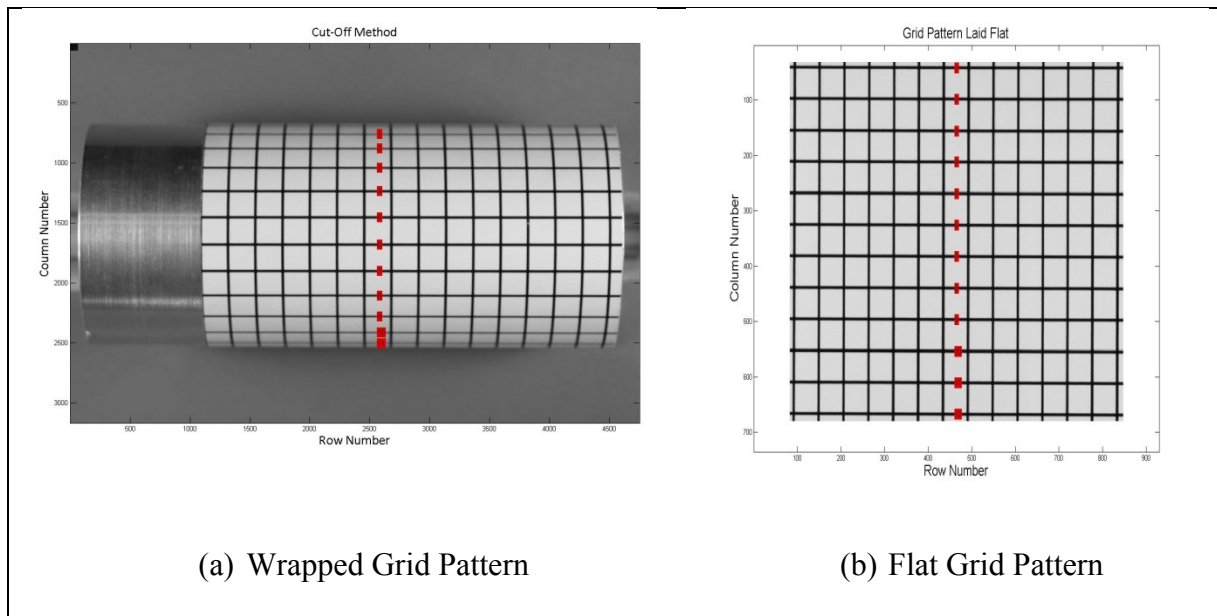 Cut-Off Method
500
1000
1500
2000
2500
3000
Coumn Number
500 1000 1500 2000 2500 3000 3500 4000 4500
Row Number
Grid Pattern Laid Flat
100
200
300
400
500
600
700
Column Number
100 200 300 400 500 600 700 800 900
Row Number
(a) Wrapped Grid Pattern
(b) Flat Grid Pattern